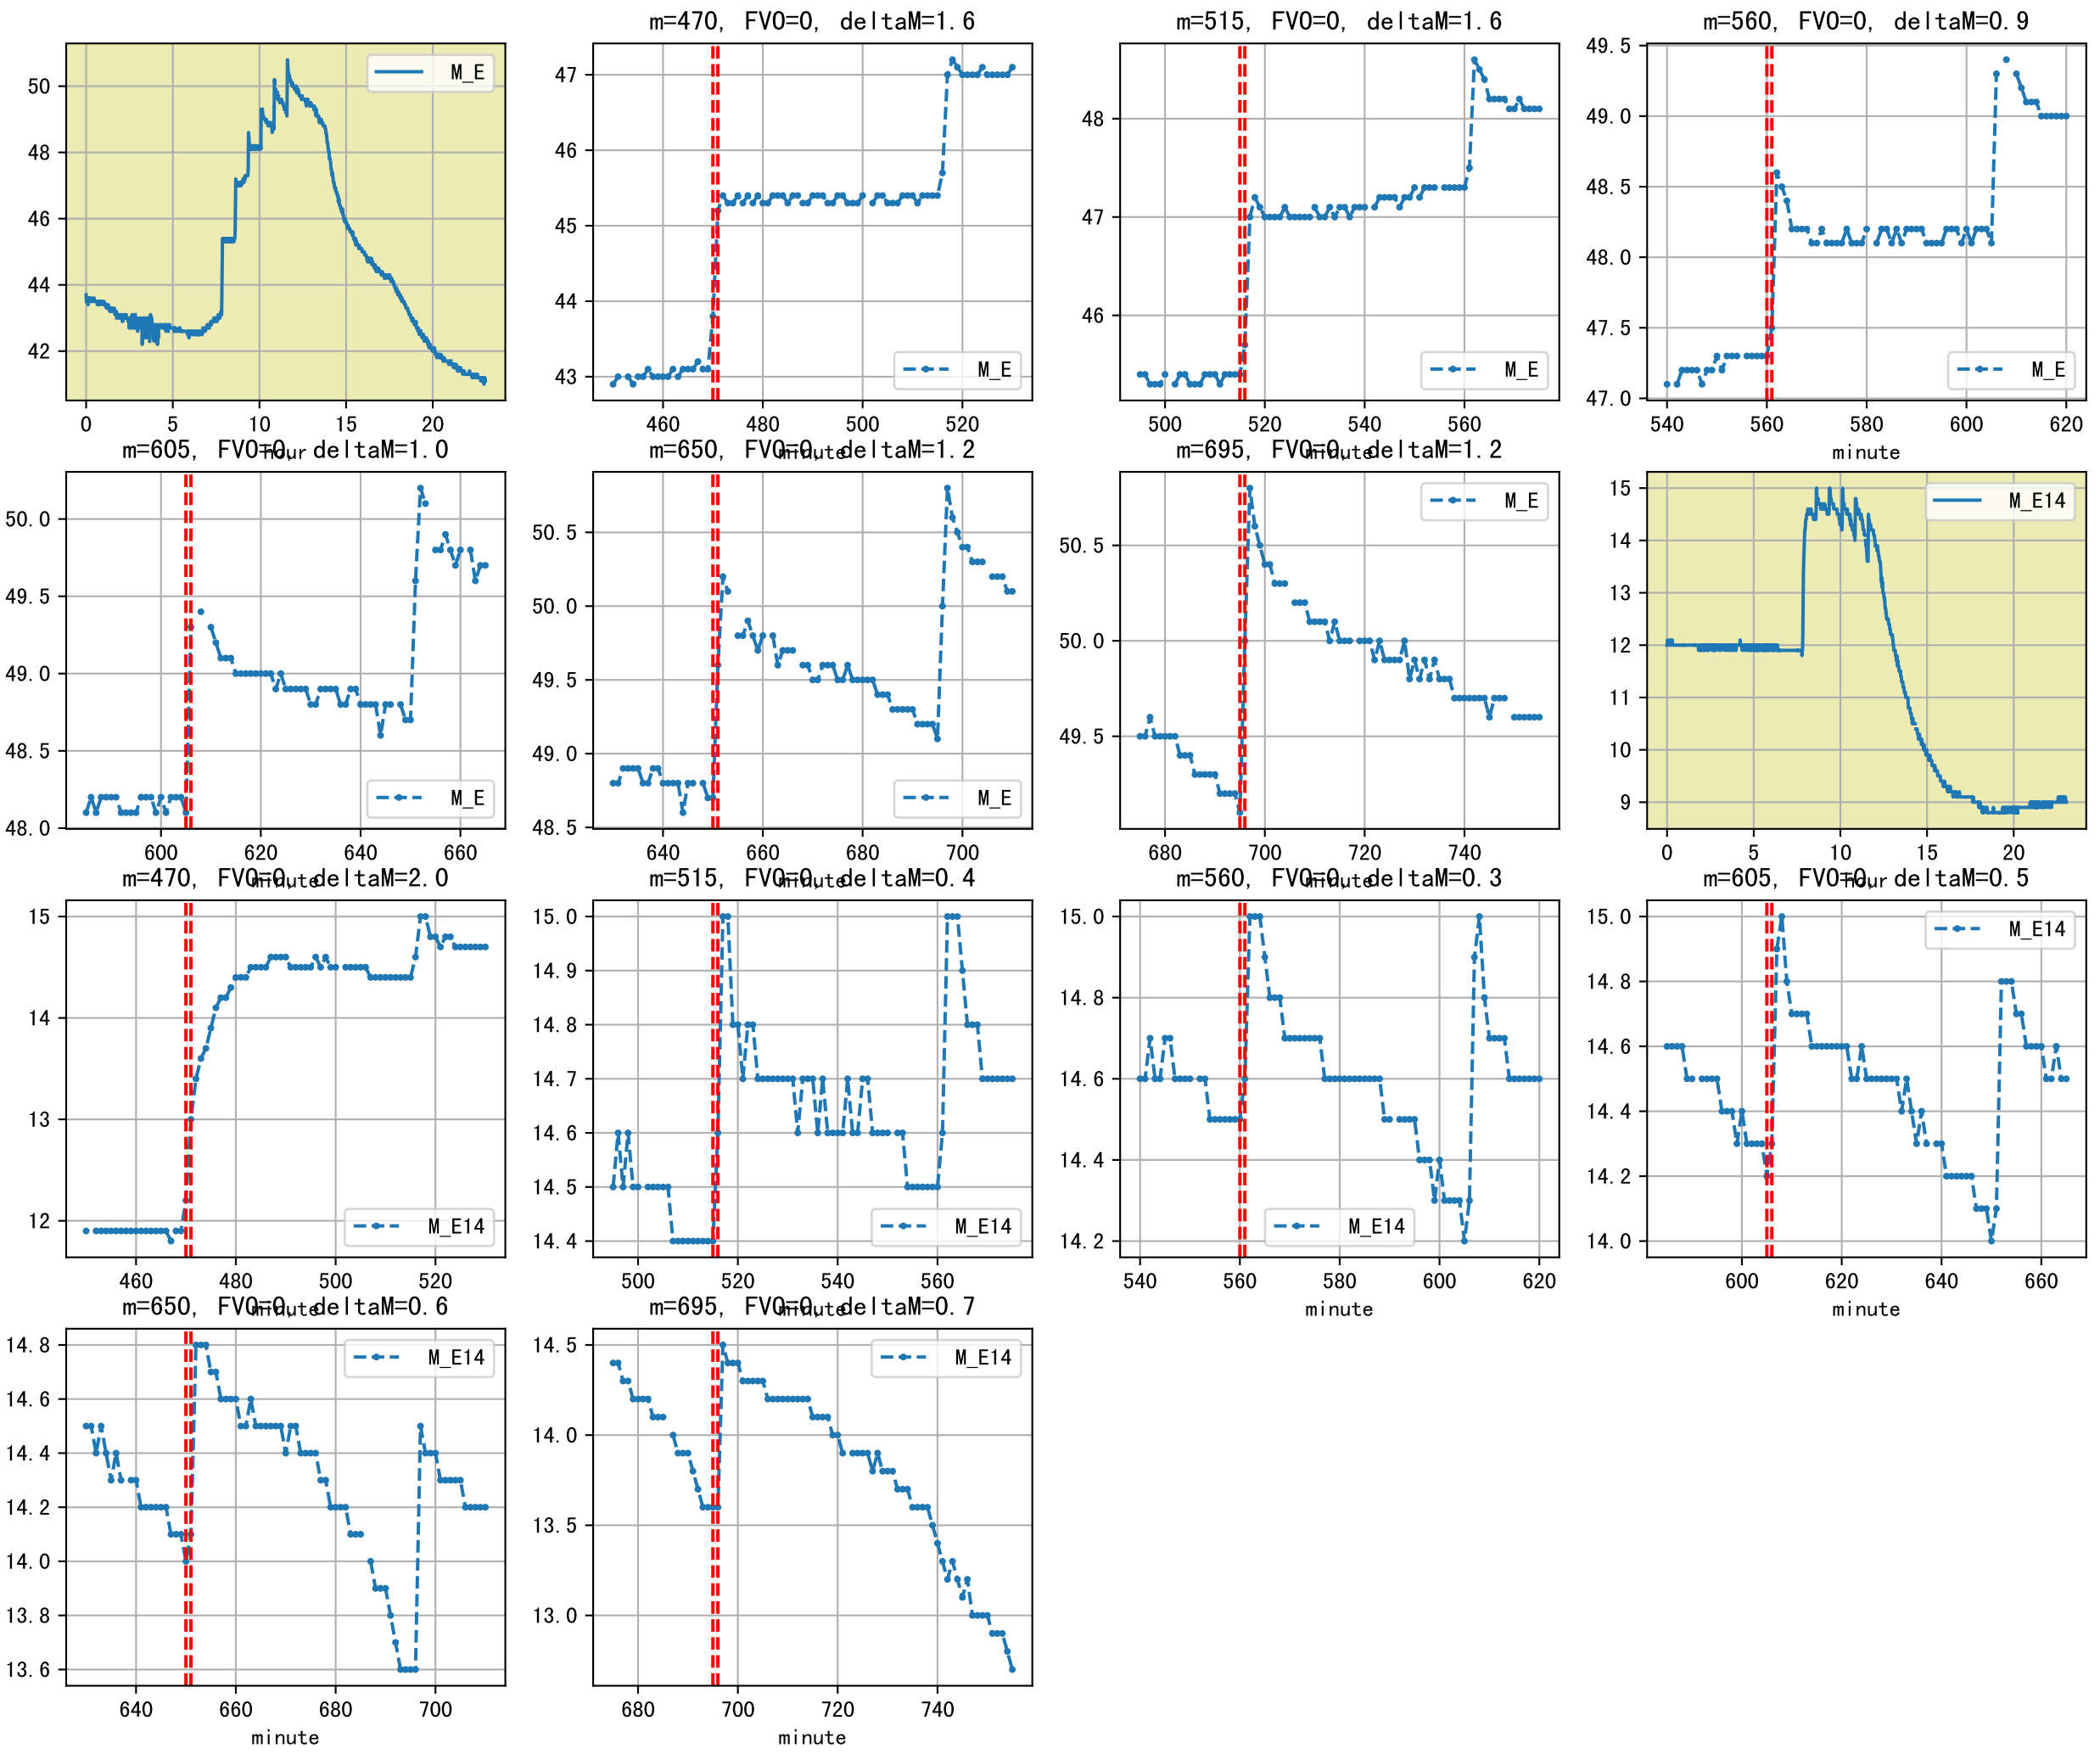 m=470, FV0=0, deltaM=1.6
m=515, FV0=0, deltaM=1.6
m=560, FV0=0, deltaM=0.9
50
48
46
44
42
M_E
0 5 10 15 20
hour
47
46
45
44
43
M_E
460 480 500 520
minute
48
47
46
M_E
500 520 540 560
minute
49.5
49.0
48.5
48.0
47.5
47.0
M_E
540 560 580 600 620
minute
m=605, FV0=0, deltaM=1.0
m=650, FV0=0, deltaM=1.2
m=695, FV0=0, deltaM=1.2
50.0
49.5
49.0
48.5
48.0
M_E
600 620 640 660
minute
50.5
50.0
49.5
49.0
48.5
M_E
640 660 680 700
minute
50.5
50.0
49.5
M_E
680 700 720 740
minute
15
14
13
12
11
10
9
M_E14
0 5 10 15 20
hour
m=470, FV0=0, deltaM=2.0
m=515, FV0=0, deltaM=0.4
m=560, FV0=0, deltaM=0.3
m=605, FV0=0, deltaM=0.5
15
14
13
12
M_E14
460 480 500 520
minute
15.0
14.9
14.8
14.7
14.6
14.5
14.4
M_E14
500 520 540 560
minute
15.0
14.8
14.6
14.4
14.2
M_E14
540 560 580 600 620
minute
15.0
14.8
14.6
14.4
14.2
14.0
M_E14
600 620 640 660
minute
m=650, FV0=0, deltaM=0.6
m=695, FV0=0, deltaM=0.7
14.8
14.6
14.4
14.2
14.0
13.8
13.6
M_E14
640 660 680 700
minute
14.5
14.0
13.5
13.0
M_E14
680 700 720 740
minute